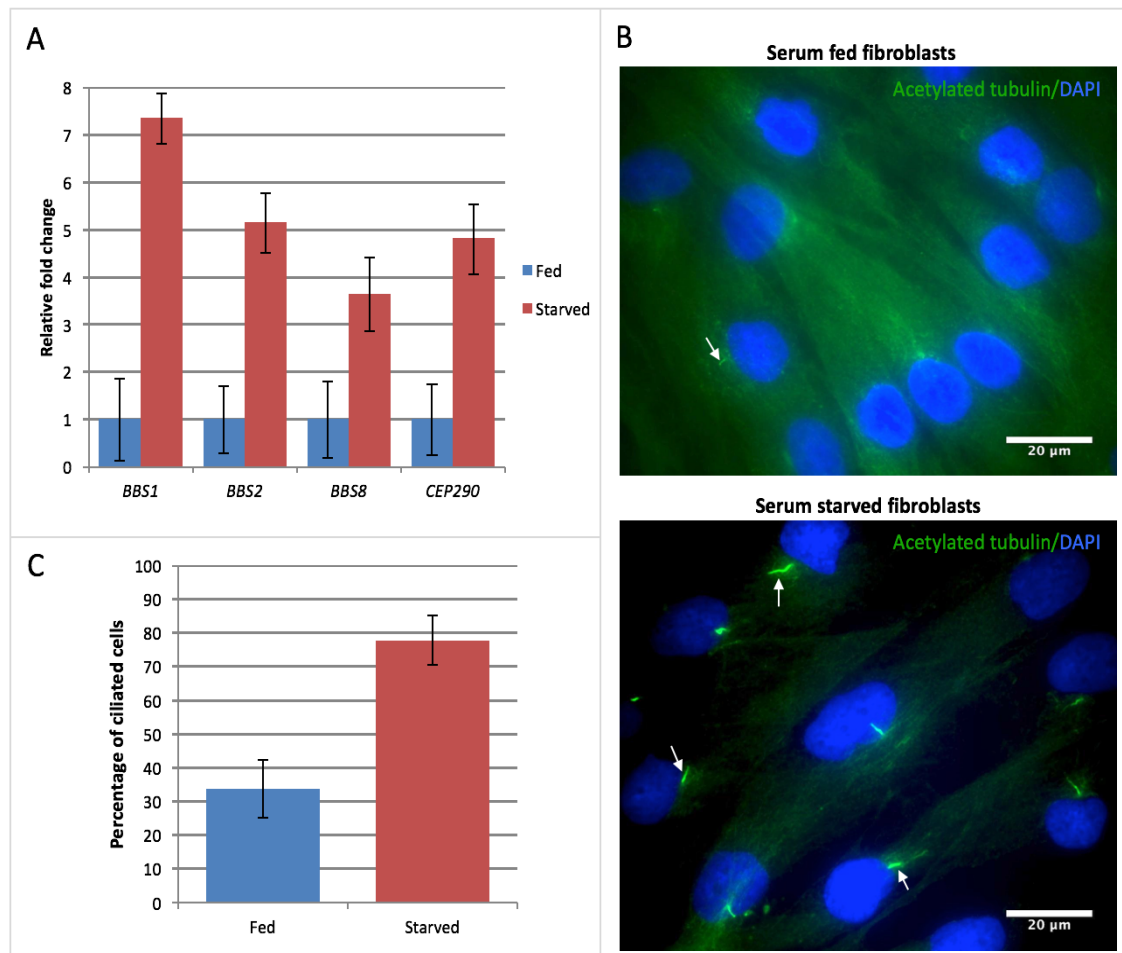 A
8
7
6
5
4
3
2
1
0
Relative fold change
BBS1 BBS2 BBS8 CEP290
Fed
Starved
B
Serum fed fibroblasts
Acetylated tubulin/DAPI
20 µm
Serum starved fibroblasts
Acetylated tubulin/DAPI
20 µm
C
100
90
80
70
60
50
40
30
20
10
0
Percentage of ciliated cells
Fed Starved